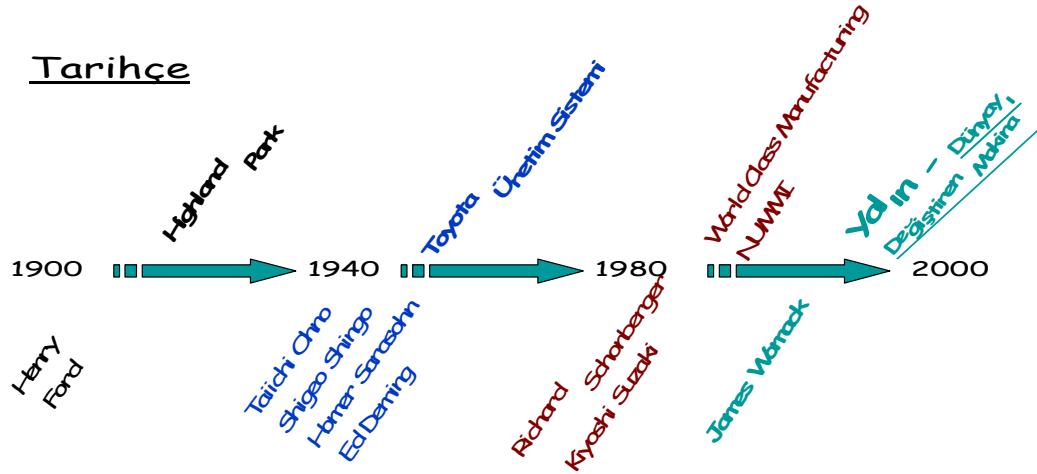 Tarihçe
Highland Park
Toyota Üretim Sistemi
World Class Manufacturing
NUMMI
Yalın - Dünyayı
Değiştiren Makina
1900
1940
1980
2000
Henry
Ford
Taiichi Ohno
Shigeo Shingo
Homer Sarasohn
Ed Deming
Richard Schonberger
Kiyoshi Suzaki
James Womack